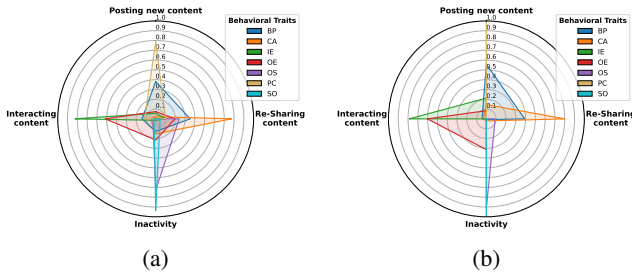 Posting new content
1.0
0.9
0.8
0.7
0.6
0.5
0.4
0.3
0.2
0.1
Behavioral Traits
BP
CA
IE
OE
OS
PC
SO
Interacting
content
Re-Sharing
content
Inactivity
(a)
Posting new content
1.0
0.9
0.8
0.7
0.6
0.5
0.4
0.3
0.2
0.1
Behavioral Traits
BP
CA
IE
OE
OS
PC
SO
Interacting
content
Re-Sharing
content
Inactivity
(b)